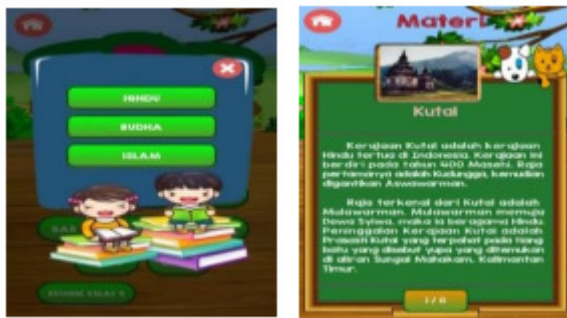 HINDU
BUDHA
ISLAM
Materi
Kutai
Kerajaan Kutai adalah kerajaan
Hindu tertua di Indonesia. Kerajaan ini
berdiri pada tahun 400 Masehi. Raja
pertamanya adalah Kudungga, kemudian
digantikan Aswawarman.
Raja terkenal dari Kutai adalah
Mulawarman. Mulawarman memuja
Dewa Syiwa, maka ia beragama Hindu.
Peninggalan Kerajaan Kutai adalah
Prasasti Kutai yang terpahat pada tiang
batu yang disebut yupa yang ditemukan
di aliran Sungai Mahakam, Kalimantan
Timur.